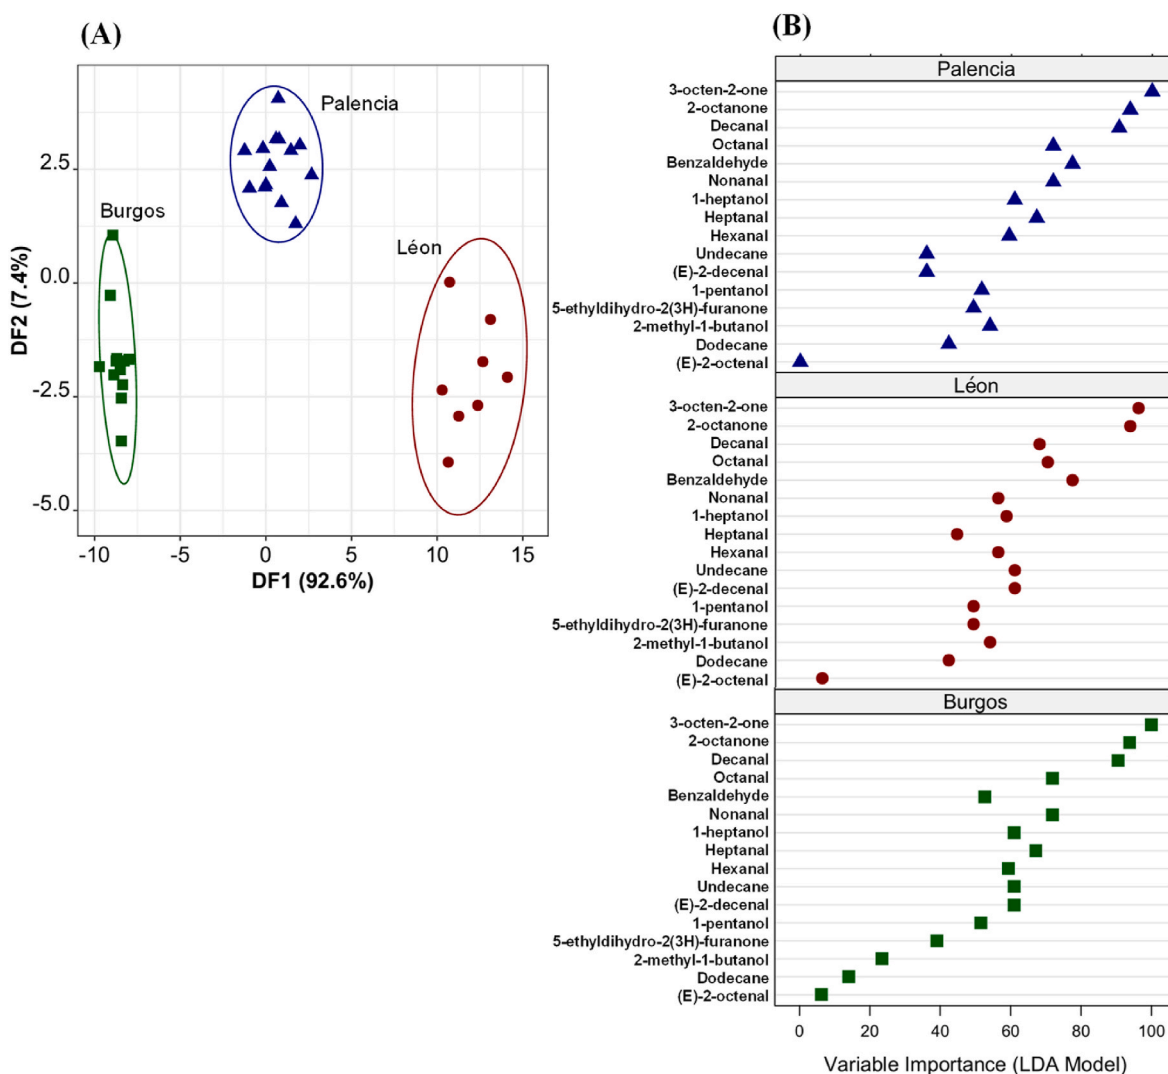 (A)
Palencia
Burgos
Léon
2.5
0.0
-2.5
-5.0
DF2 (7.4%)
-10 -5 0 5 10 15
DF1 (92.6%)
(B)
Palencia
3-octen-2-one
2-octanone
Decanal
Octanal
Benzaldehyde
Nonanal
1-heptanol
Heptanal
Hexanal
Undecane
(E)-2-decenal
1-pentanol
5-ethyldihydro-2(3H)-furanone
2-methyl-1-butanol
Dodecane
(E)-2-octenal
Léon
3-octen-2-one
2-octanone
Decanal
Octanal
Benzaldehyde
Nonanal
1-heptanol
Heptanal
Hexanal
Undecane
(E)-2-decenal
1-pentanol
5-ethyldihydro-2(3H)-furanone
2-methyl-1-butanol
Dodecane
(E)-2-octenal
Burgos
3-octen-2-one
2-octanone
Decanal
Octanal
Benzaldehyde
Nonanal
1-heptanol
Heptanal
Hexanal
Undecane
(E)-2-decenal
1-pentanol
5-ethyldihydro-2(3H)-furanone
2-methyl-1-butanol
Dodecane
(E)-2-octenal
0 20 40 60 80 100
Variable Importance (LDA Model)